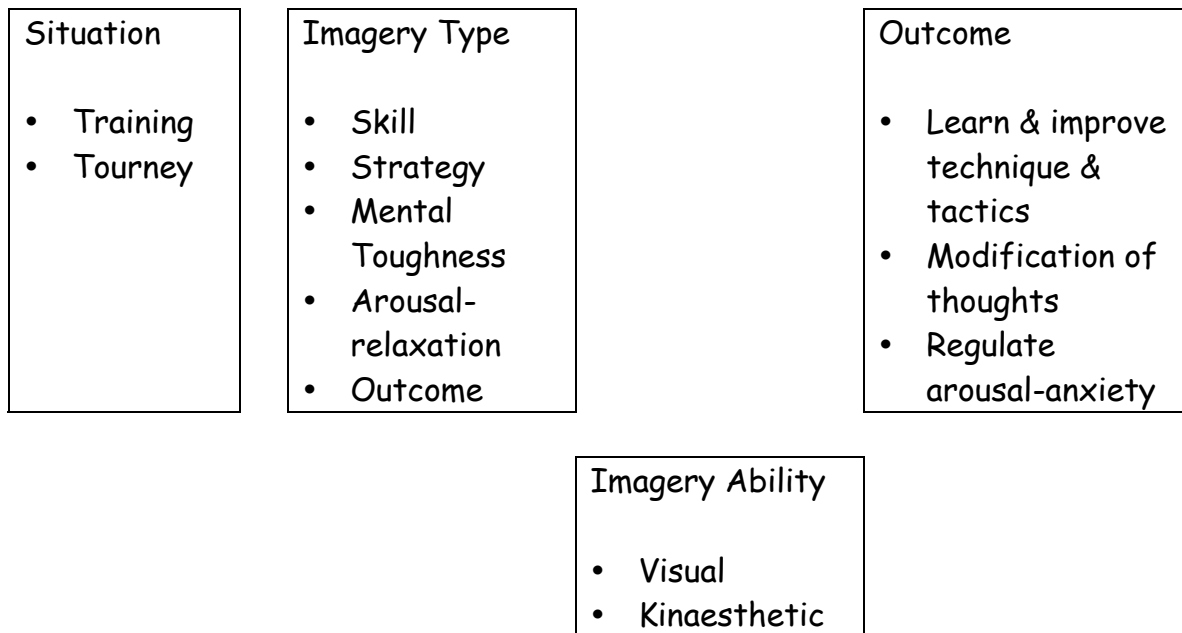 Situation
• Training
• Tourney
Imagery Type
• Skill
• Strategy
• Mental
Toughness
• Arousal-
relaxation
• Outcome
Outcome
• Learn & improve
technique &
tactics
• Modification of
thoughts
• Regulate
arousal-anxiety
Imagery Ability
• Visual
• Kinaesthetic